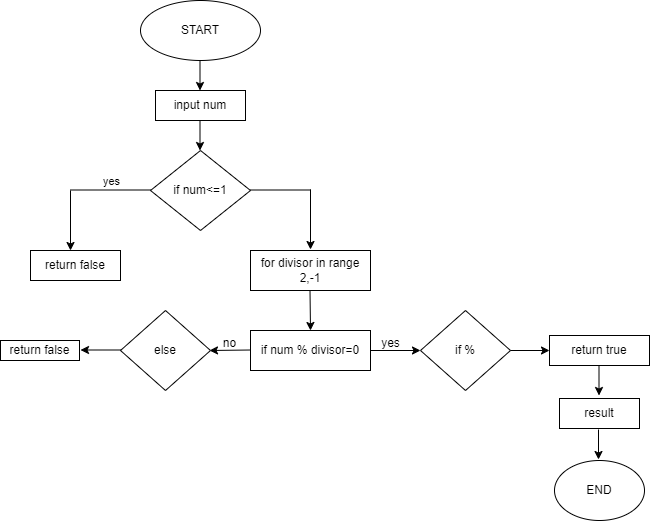 START
input num
if num<=1
yes
return false
for divisor in range
2,-1
return false
else
no
if num % divisor=0
yes
if %
return true
result
END